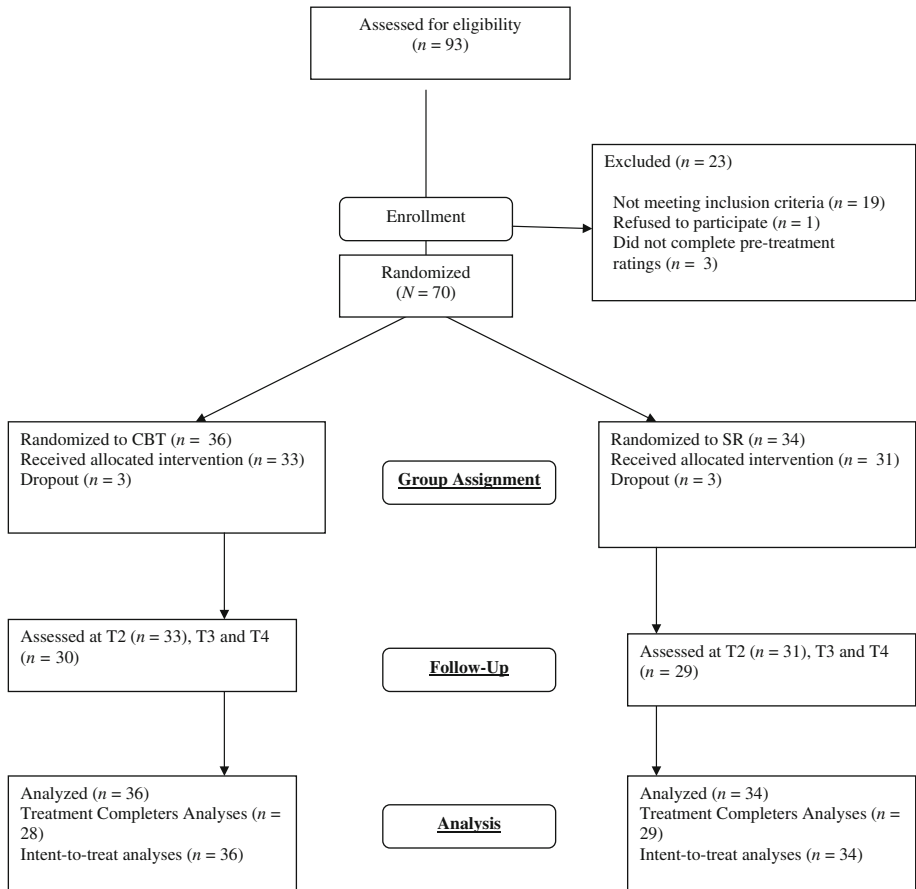 Assessed for eligibility
(n = 93)
Excluded (n = 23)
Not meeting inclusion criteria (n = 19)
Refused to participate (n = 1)
Did not complete pre-treatment
ratings (n = 3)
Enrollment
Randomized
(N = 70)
Randomized to CBT (n = 36)
Received allocated intervention (n = 33)
Dropout (n = 3)
Group Assignment
Randomized to SR (n = 34)
Received allocated intervention (n = 31)
Dropout (n = 3)
Assessed at T2 (n = 33), T3 and T4
(n = 30)
Follow-Up
Assessed at T2 (n = 31), T3 and T4
(n = 29)
Analyzed (n = 36)
Treatment Completers Analyses (n =
28)
Intent-to-treat analyses (n = 36)
Analysis
Analyzed (n = 34)
Treatment Completers Analyses (n =
29)
Intent-to-treat analyses (n = 34)